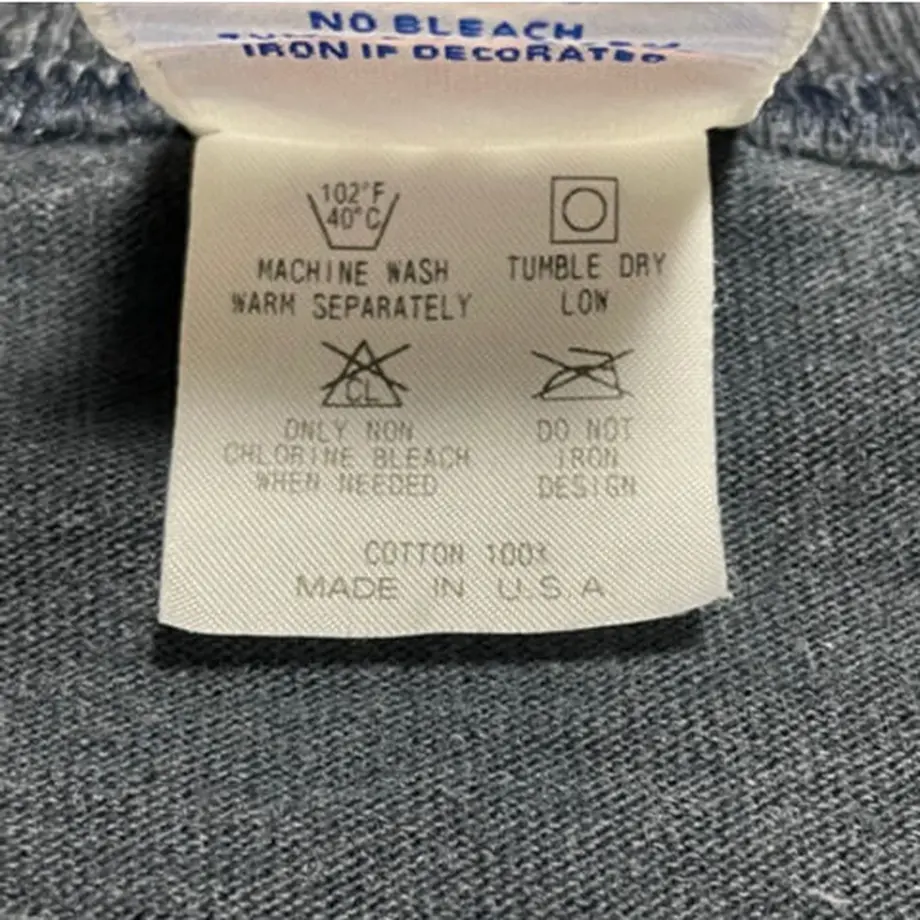 NO BLEACH
IRON IF DECORATED
102°F
40°C
MACHINE WASH
WARM SEPARATELY
TUMBLE DRY
LOW
CL
ONLY NON
CHLORINE BLEACH
WHEN NEEDED
DO NOT
IRON
DESIGN
COTTON 100%
MADE IN U.S.A